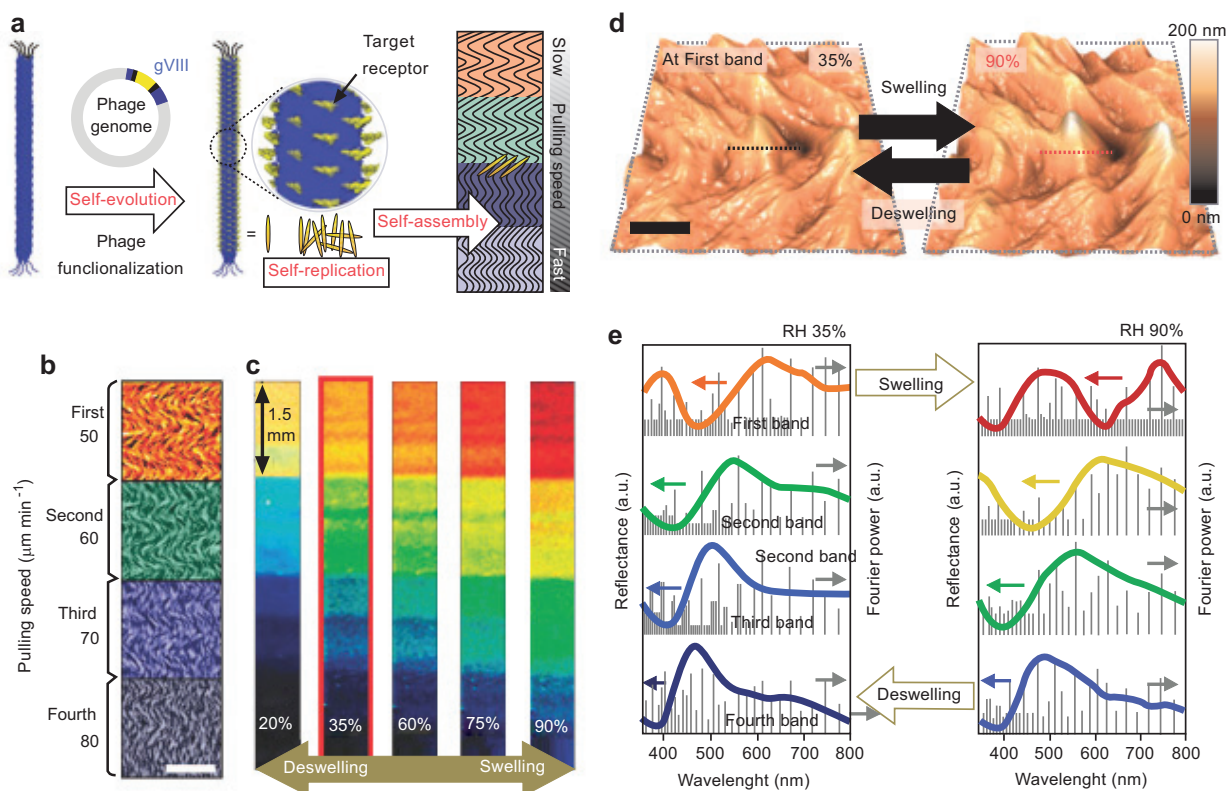 a
gVIII
Phage
genome
Self-evolution
Phage
funclionalization
Target
receptor
=
Self-replication
Self-assembly
Slow
Pulling speed
Fast
b
Pulling speed (μm min⁻¹)
First
50
Second
60
Third
70
Fourth
80
c
1.5
mm
20%
35%
60%
75%
90%
Deswelling
Swelling
d
At First band
35%
90%
Swelling
Deswelling
200 nm
0 nm
e
RH 35%
Reflectance (a.u.)
First band
Second band
Second band
Third band
Fourth band
Fourier power (a.u.)
400 500 600 700 800
Wavelenght (nm)
Swelling
Deswelling
RH 90%
Reflectance (a.u.)
Fourier power (a.u.)
400 500 600 700 800
Wavelenght (nm)